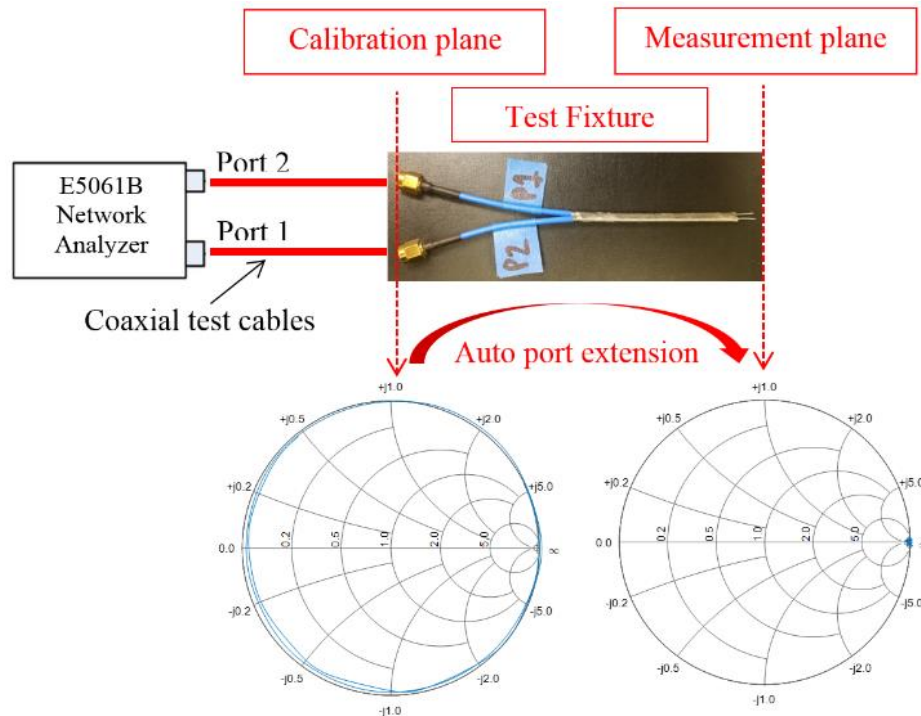 Calibration plane
Measurement plane
Test Fixture
E5061B
Network
Analyzer
Port 2
Port 1
P1
P2
Coaxial test cables
Auto port extension
+j1.0
+j0.5
+j2.0
+j0.2
+j5.0
0.0
0.2
0.5
1.0
2.0
5.0
∞
-j0.2
-j5.0
-j0.5
-j2.0
-j1.0
+j1.0
+j0.5
+j2.0
+j0.2
+j5.0
0.0
0.2
0.5
1.0
2.0
5.0
-j0.2
-j5.0
-j0.5
-j2.0
-j1.0